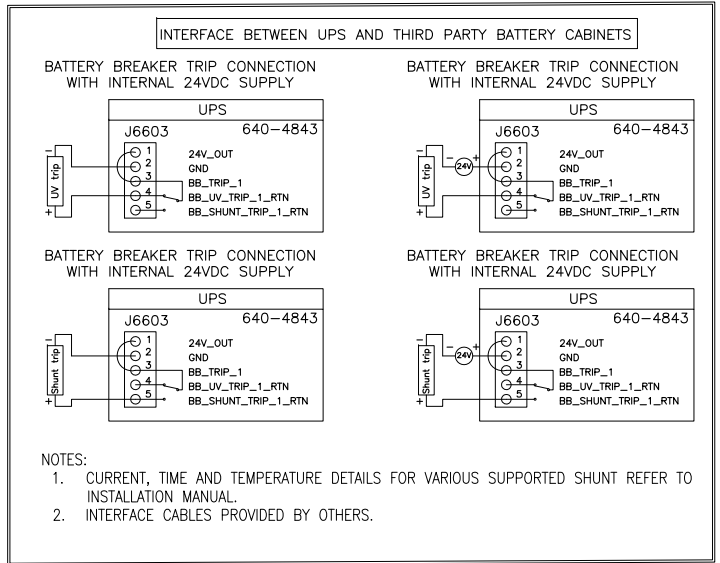 INTERFACE BETWEEN UPS AND THIRD PARTY BATTERY CABINETS
BATTERY BREAKER TRIP CONNECTION
WITH INTERNAL 24VDC SUPPLY
UPS
J6603 640-4843
1 24V_OUT
2 GND
3 BB_TRIP_1
4 BB_UV_TRIP_1_RTN
5 BB_SHUNT_TRIP_1_RTN
- UV trip +
BATTERY BREAKER TRIP CONNECTION
WITH INTERNAL 24VDC SUPPLY
UPS
J6603 640-4843
1 24V_OUT
2 GND
3 BB_TRIP_1
4 BB_UV_TRIP_1_RTN
5 BB_SHUNT_TRIP_1_RTN
- UV trip +
- 24V +
BATTERY BREAKER TRIP CONNECTION
WITH INTERNAL 24VDC SUPPLY
UPS
J6603 640-4843
1 24V_OUT
2 GND
3 BB_TRIP_1
4 BB_UV_TRIP_1_RTN
5 BB_SHUNT_TRIP_1_RTN
- Shunt trip +
BATTERY BREAKER TRIP CONNECTION
WITH INTERNAL 24VDC SUPPLY
UPS
J6603 640-4843
1 24V_OUT
2 GND
3 BB_TRIP_1
4 BB_UV_TRIP_1_RTN
5 BB_SHUNT_TRIP_1_RTN
- Shunt trip +
- 24V +
NOTES:
1. CURRENT, TIME AND TEMPERATURE DETAILS FOR VARIOUS SUPPORTED SHUNT REFER TO
INSTALLATION MANUAL.
2. INTERFACE CABLES PROVIDED BY OTHERS.